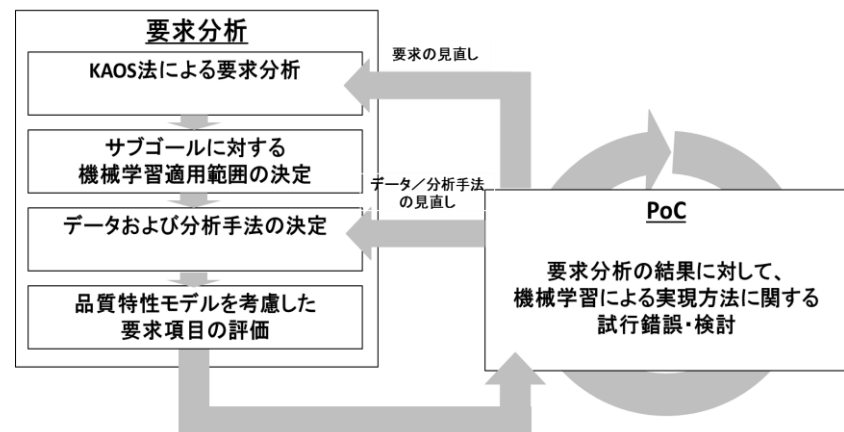 要求分析
KAOS法による要求分析
サブゴールに対する
機械学習適用範囲の決定
データおよび分析手法の決定
品質特性モデルを考慮した
要求項目の評価
要求の見直し
データ／分析手法
の見直し
PoC
要求分析の結果に対して、
機械学習による実現方法に関する
試行錯誤・検討